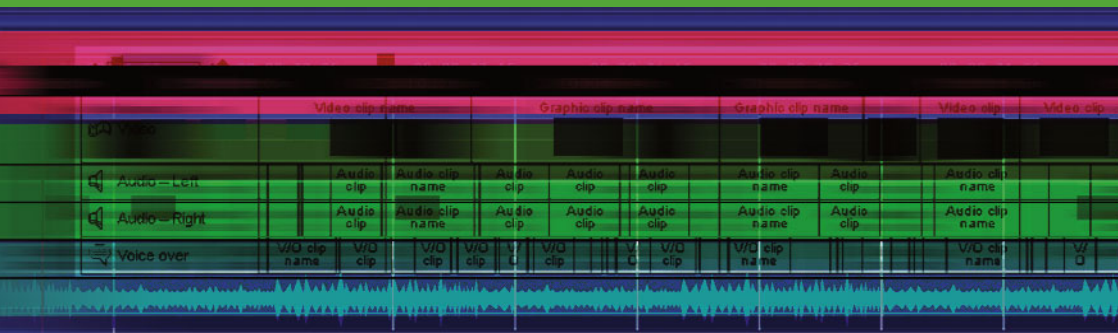 Video clip name Graphic clip name Graphic clip name Video clip Video clip
Video
Audio clip Audio clip name Audio clip Audio clip Audio clip Audio clip name Audio clip Audio clip name
Audio – Left
Audio clip Audio clip name Audio clip Audio clip Audio clip Audio clip name Audio clip Audio clip name
Audio – Right
V/O clip name V/O clip V/O clip V/O clip V/O V/O clip V/O clip V/O clip name V/O clip name V/O
Voice over